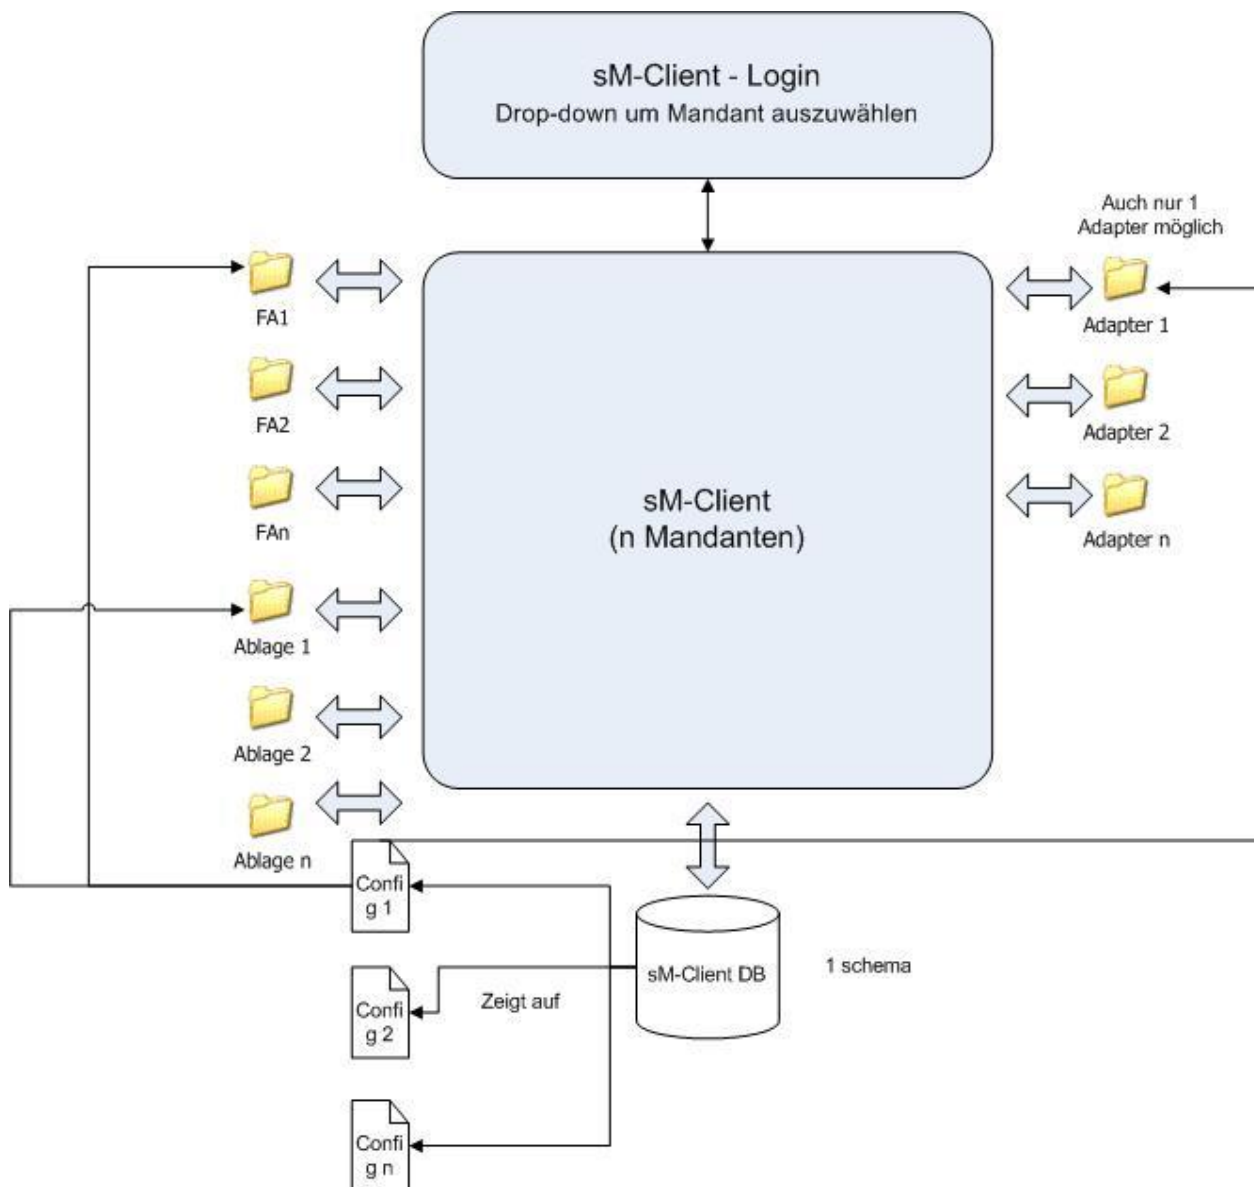 sM-Client - Login
Drop-down um Mandant auszuwählen
Auch nur 1
Adapter möglich
FA1
Adapter 1
FA2
Adapter 2
FAn
sM-Client
(n Mandanten)
Adapter n
Ablage 1
Ablage 2
Ablage n
Confi
g 1
sM-Client DB
1 schema
Confi
g 2
Zeigt auf
Confi
g n